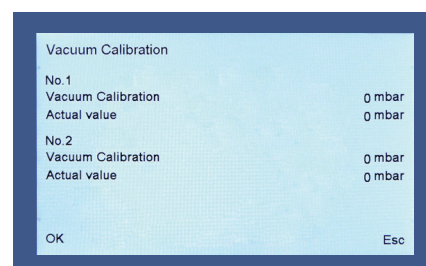 Vacuum Calibration
No.1
Vacuum Calibration 0 mbar
Actual value 0 mbar
No.2
Vacuum Calibration 0 mbar
Actual value 0 mbar
OK Esc